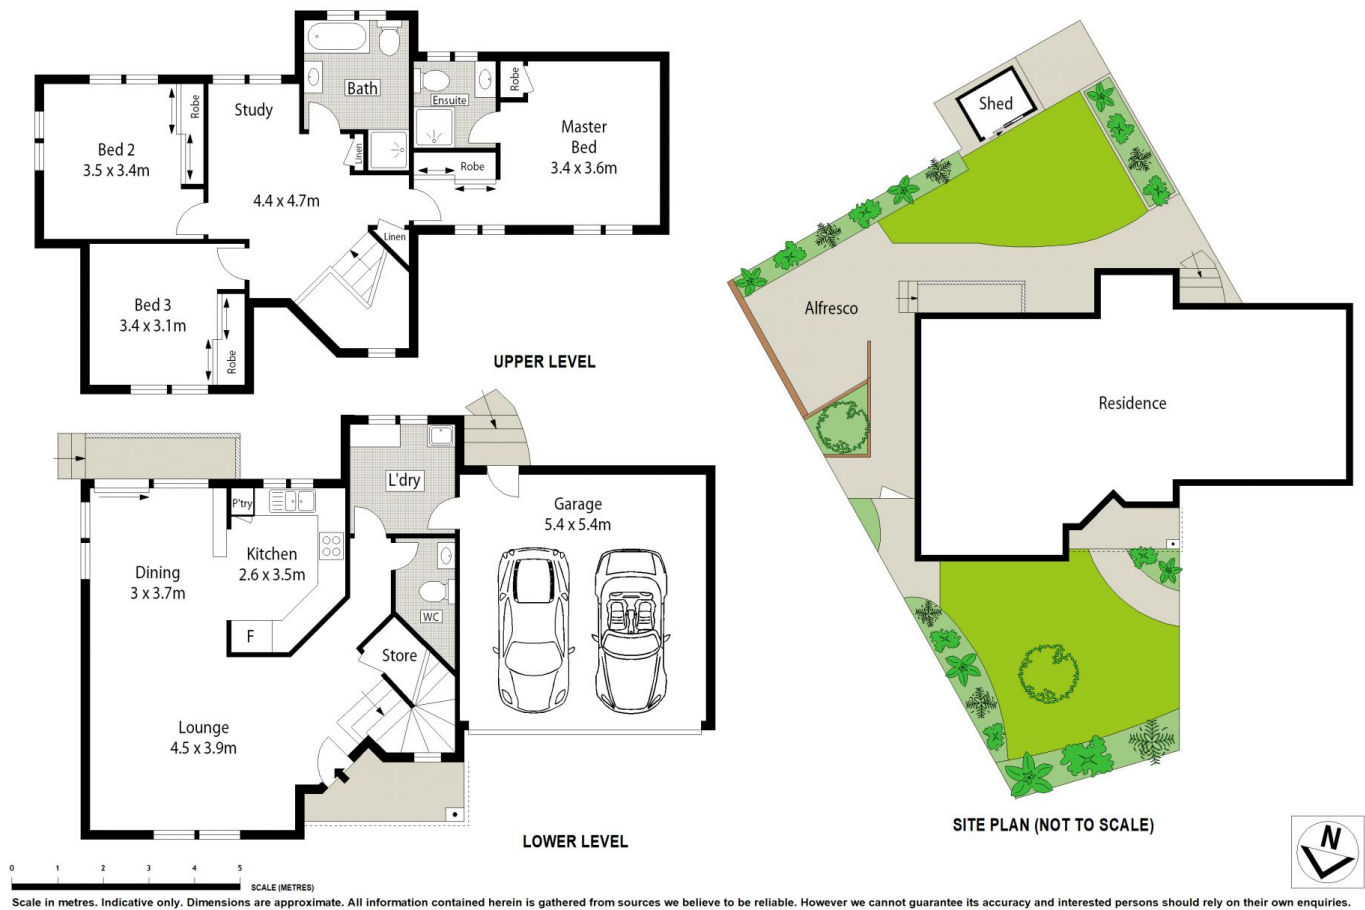 Study
Bath
Ensuite
Robe
Robe
Bed 2
3.5 x 3.4m
Linen
Robe
Master
Bed
3.4 x 3.6m
4.4 x 4.7m
Linen
Bed 3
3.4 x 3.1m
Robe
UPPER LEVEL
L'dry
P'try
Kitchen
2.6 x 3.5m
Dining
3 x 3.7m
Garage
5.4 x 5.4m
WC
F
Store
Lounge
4.5 x 3.9m
LOWER LEVEL
Shed
Alfresco
Residence
SITE PLAN (NOT TO SCALE)
N
0 1 2 3 4 5
SCALE (METRES)
Scale in metres. Indicative only. Dimensions are approximate. All information contained herein is gathered from sources we believe to be reliable. However we cannot guarantee its accuracy and interested persons should rely on their own enquiries.